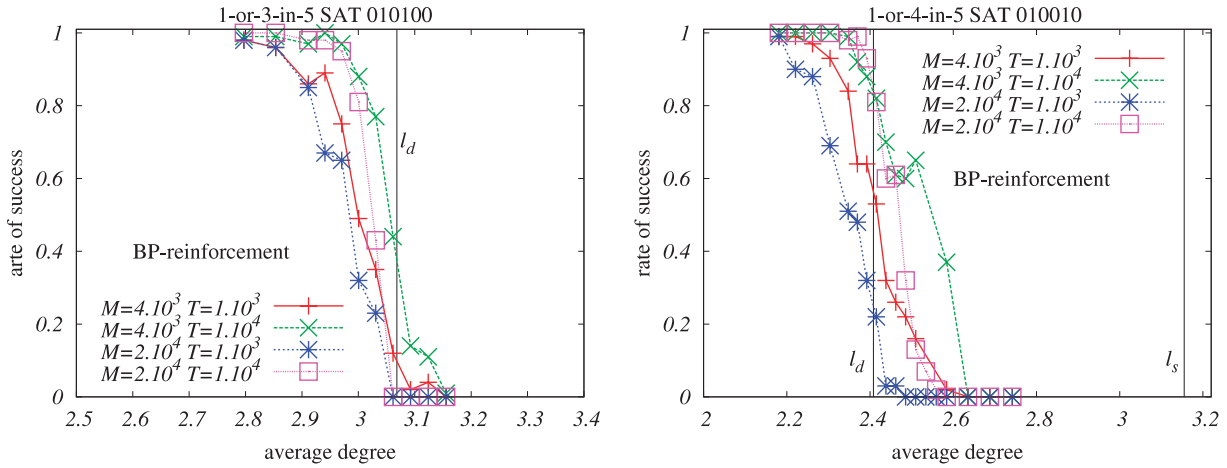 1-or-3-in-5 SAT 010100
1
0.8
0.6
0.4
0.2
0
arte of success
l_d
BP-reinforcement
M=4.10^3 T=1.10^3
M=4.10^3 T=1.10^4
M=2.10^4 T=1.10^3
M=2.10^4 T=1.10^4
2.5 2.6 2.7 2.8 2.9 3 3.1 3.2 3.3 3.4
average degree
1-or-4-in-5 SAT 010010
1
0.8
0.6
0.4
0.2
0
rate of success
M=4.10^3 T=1.10^3
M=4.10^3 T=1.10^4
M=2.10^4 T=1.10^3
M=2.10^4 T=1.10^4
BP-reinforcement
l_d
l_s
2 2.2 2.4 2.6 2.8 3 3.2
average degree